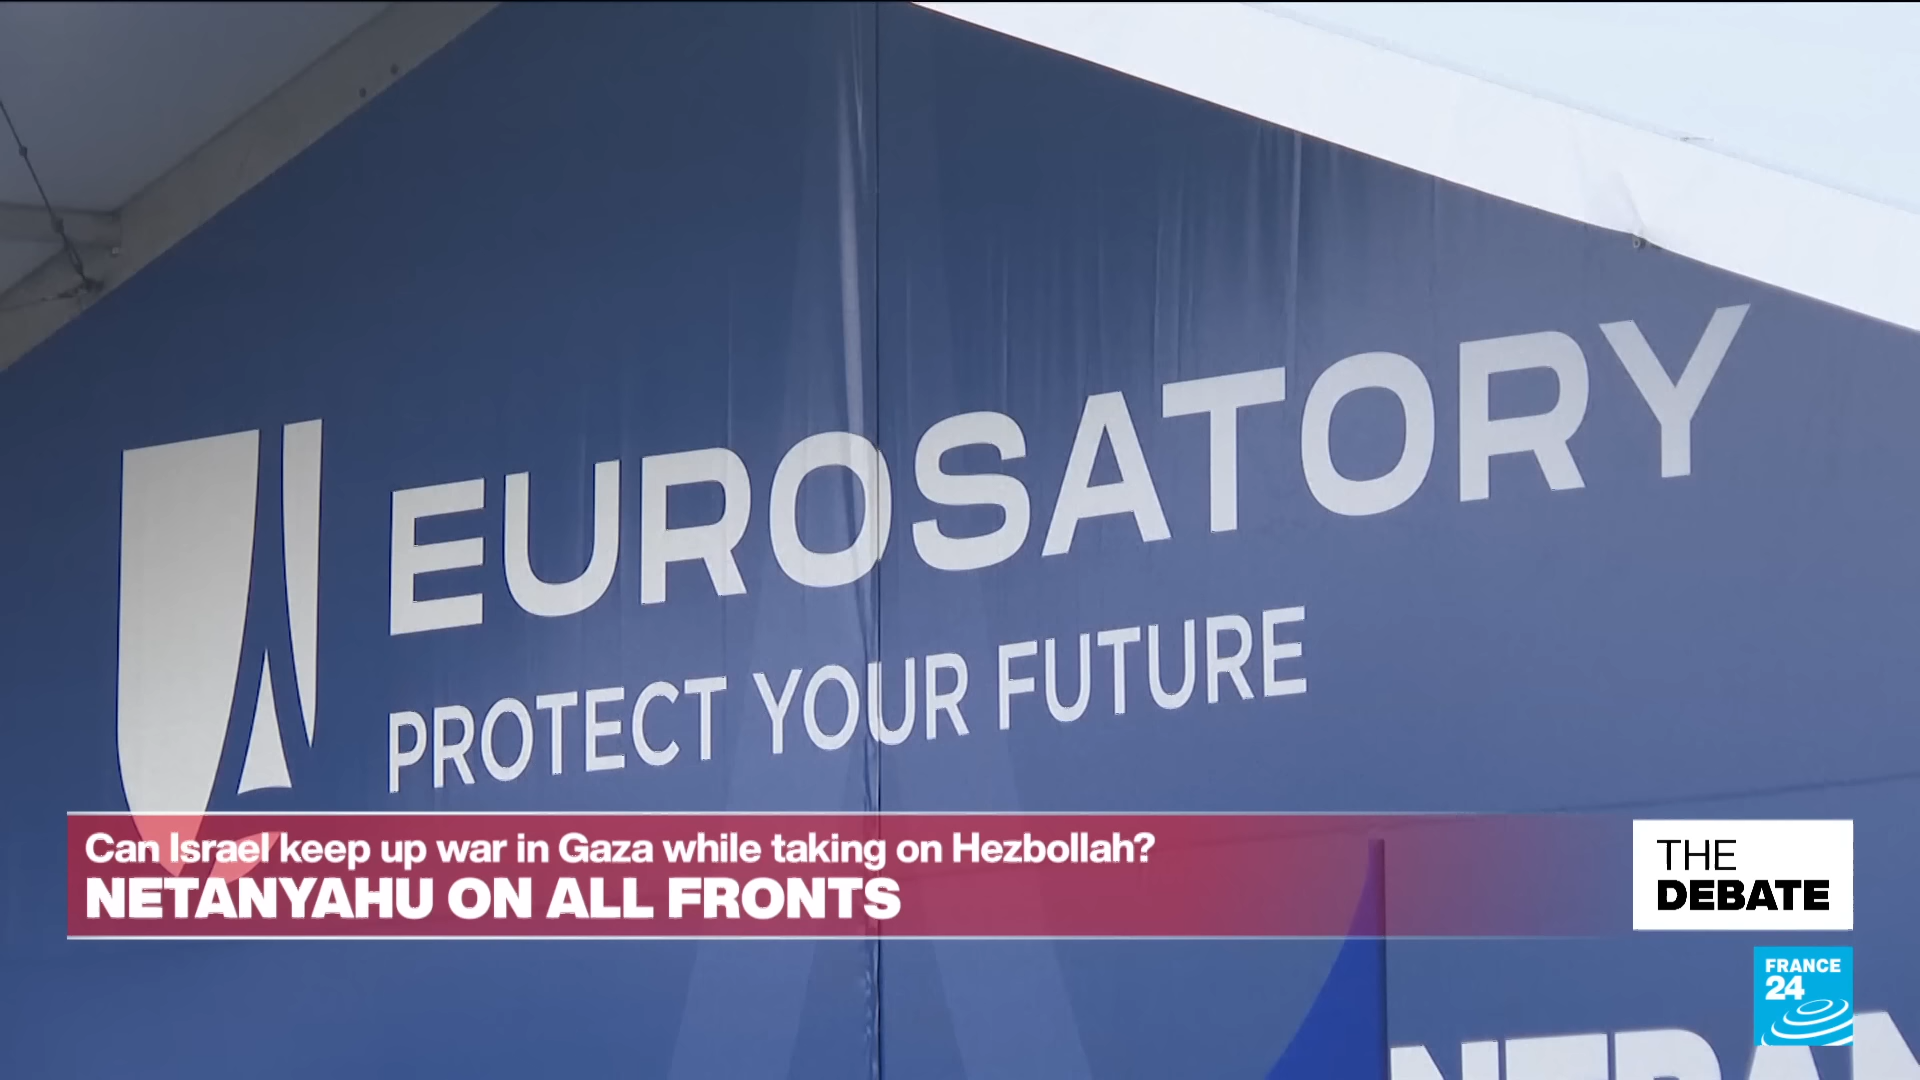 EUROSATORY
PROTECT YOUR FUTURE
Can Israel keep up war in Gaza while taking on Hezbollah?
NETANYAHU ON ALL FRONTS
THE
DEBATE
FRANCE
24